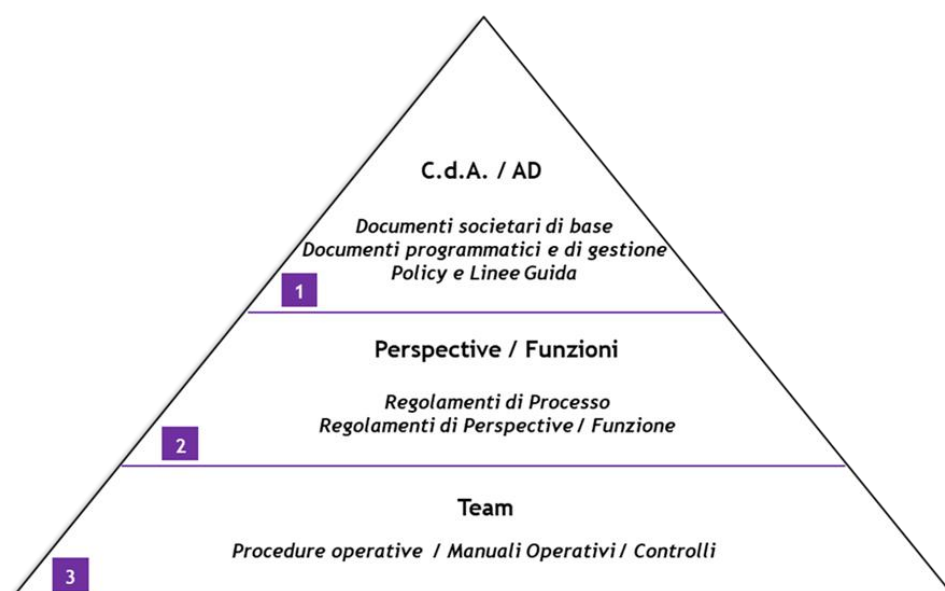 C.d.A. / AD
Documenti societari di base
Documenti programmatici e di gestione
Policy e Linee Guida
1
Perspective / Funzioni
Regolamenti di Processo
Regolamenti di Perspective / Funzione
2
Team
Procedure operative / Manuali Operativi / Controlli
3